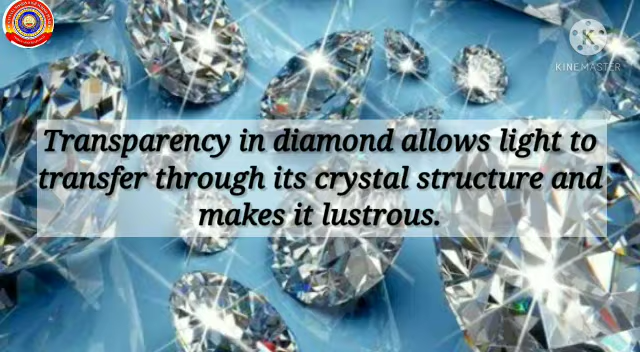 KINEMASTER
Transparency in diamond allows light to
transfer through its crystal structure and
makes it lustrous.